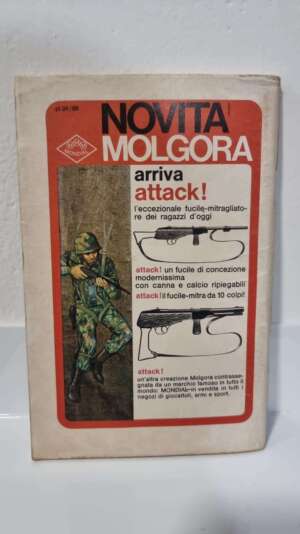 NOVITA
MOLGORA
MONDIAL
arriva
attack!
l'eccezionale fucile-mitragliato-
re dei ragazzi d'oggi
attack! un fucile di concezione
modernissima
con canna e calcio ripiegabili
attack! il fucile-mitra da 10 colpi!
attack!
un'altra creazione Molgora contrasse-
gnata da un marchio famoso in tutto il
mondo: MONDIAL-in vendita in tutti i
negozi di giocattoli, armi e sport.